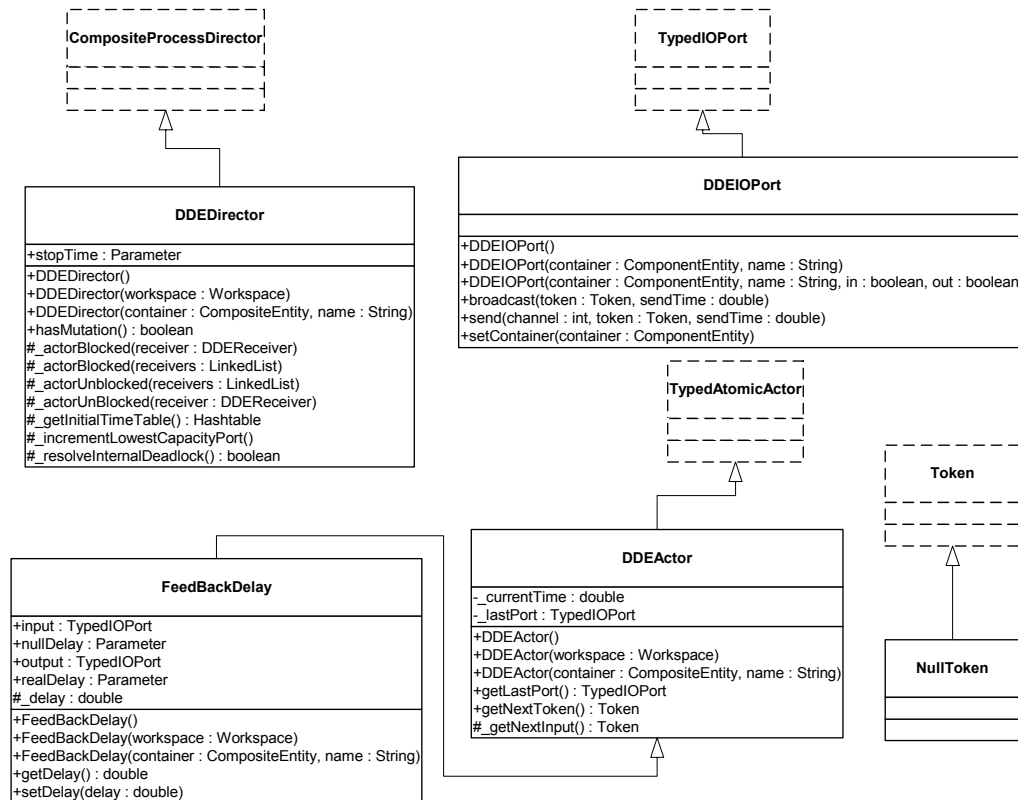 CompositeProcessDirector
TypedIOPort
DDEDirector
+stopTime : Parameter
+DDEDirector()
+DDEDirector(workspace : Workspace)
+DDEDirector(container : CompositeEntity, name : String)
+hasMutation() : boolean
#_actorBlocked(receiver : DDEReceiver)
#_actorBlocked(receivers : LinkedList)
#_actorUnblocked(receivers : LinkedList)
#_actorUnBlocked(receiver : DDEReceiver)
#_getInitialTimeTable() : Hashtable
#_incrementLowestCapacityPort()
#_resolveInternalDeadlock() : boolean
DDEIOPort
+DDEIOPort()
+DDEIOPort(container : ComponentEntity, name : String)
+DDEIOPort(container : ComponentEntity, name : String, in : boolean, out : boolean
+broadcast(token : Token, sendTime : double)
+send(channel : int, token : Token, sendTime : double)
+setContainer(container : ComponentEntity)
TypedAtomicActor
Token
FeedBackDelay
+input : TypedIOPort
+nullDelay : Parameter
+output : TypedIOPort
+realDelay : Parameter
#_delay : double
+FeedBackDelay()
+FeedBackDelay(workspace : Workspace)
+FeedBackDelay(container : CompositeEntity, name : String)
+getDelay() : double
+setDelay(delay : double)
DDEActor
-_currentTime : double
-_lastPort : TypedIOPort
+DDEActor()
+DDEActor(workspace : Workspace)
+DDEActor(container : CompositeEntity, name : String)
+getLastPort() : TypedIOPort
+getNextToken() : Token
#_getNextInput() : Token
NullToken